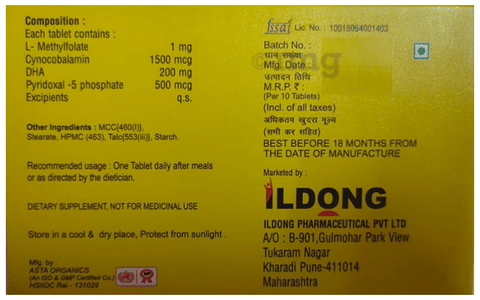 Composition :
Each tablet contains :
L- Methylfolate 1 mg
Cynocobalamin 1500 mcg
DHA 200 mg
Pyridoxal -5 phosphate 500 mcg
Excipients q.s.
Other Ingredients : MCC{460(I)},
Stearate, HPMC (463), Talc{553(iii)}, Starch.
Recommended usage : One Tablet daily after meals
or as directed by the dietician.
DIETARY SUPPLEMENT, NOT FOR MEDICINAL USE
Store in a cool & dry place, Protect from sunlight .
Mfg. by :
ASTA ORGANICS
(An ISO & GMP Certified Co.)
HSIIDC Rai - 131029
fssai Lic. No. : 10018064001403
Batch No. :
घान संख्या
Mfg. Date :
उत्पादन तिथि
M.R.P. ₹ :
(Per 10 Tablets)
(Incl. of all taxes)
अधिकतम खुदरा मूल्य
(सभी कर सहित)
BEST BEFORE 18 MONTHS FROM
THE DATE OF MANUFACTURE
Marketed by :
ILDONG
ILDONG PHARMACEUTICAL PVT LTD
A/O : B-901,Gulmohar Park View
Tukaram Nagar
Kharadi Pune-411014
Maharashtra